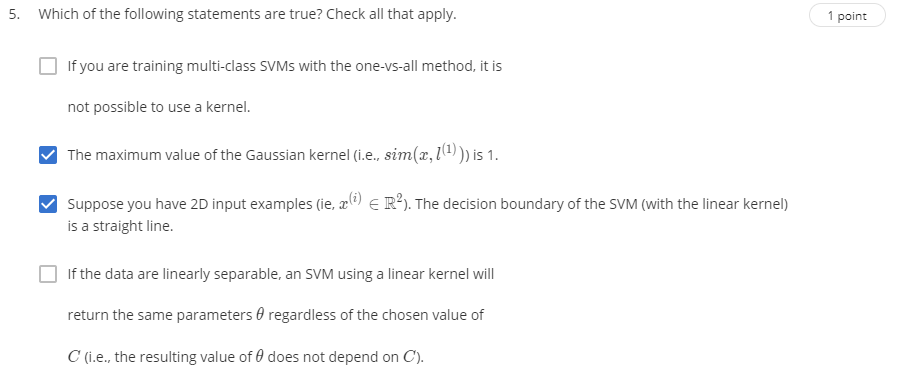 5. Which of the following statements are true? Check all that apply.
1 point
If you are training multi-class SVMs with the one-vs-all method, it is
not possible to use a kernel.
The maximum value of the Gaussian kernel (i.e., sim(x, l⁽¹⁾)) is 1.
Suppose you have 2D input examples (ie, x⁽ⁱ⁾ ∈ ℝ²). The decision boundary of the SVM (with the linear kernel)
is a straight line.
If the data are linearly separable, an SVM using a linear kernel will
return the same parameters θ regardless of the chosen value of
C (i.e., the resulting value of θ does not depend on C).